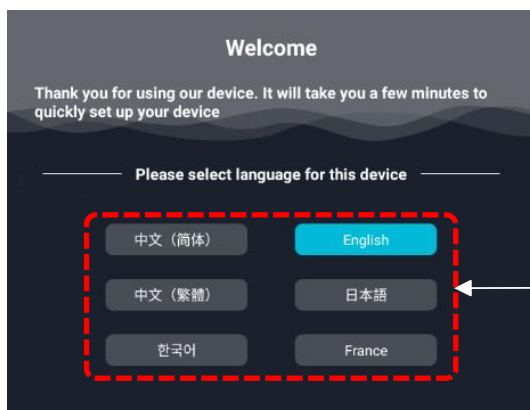 Welcome
Thank you for using our device. It will take you a few minutes to
quickly set up your device
Please select language for this device
中文（简体） English
中文（繁體） 日本語
한국어 France